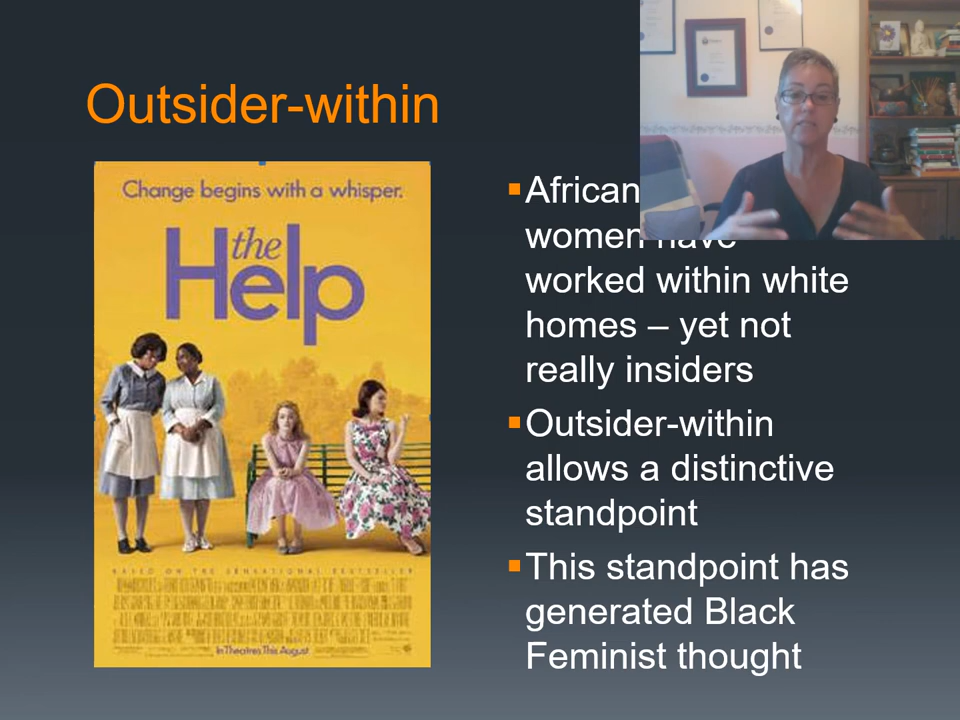 Outsider-within
Change begins with a whisper.
the
Help
BASED ON THE SENSATIONAL BESTSELLER
In Theatres This August
▪African
women have
worked within white
homes – yet not
really insiders
▪Outsider-within
allows a distinctive
standpoint
▪This standpoint has
generated Black
Feminist thought